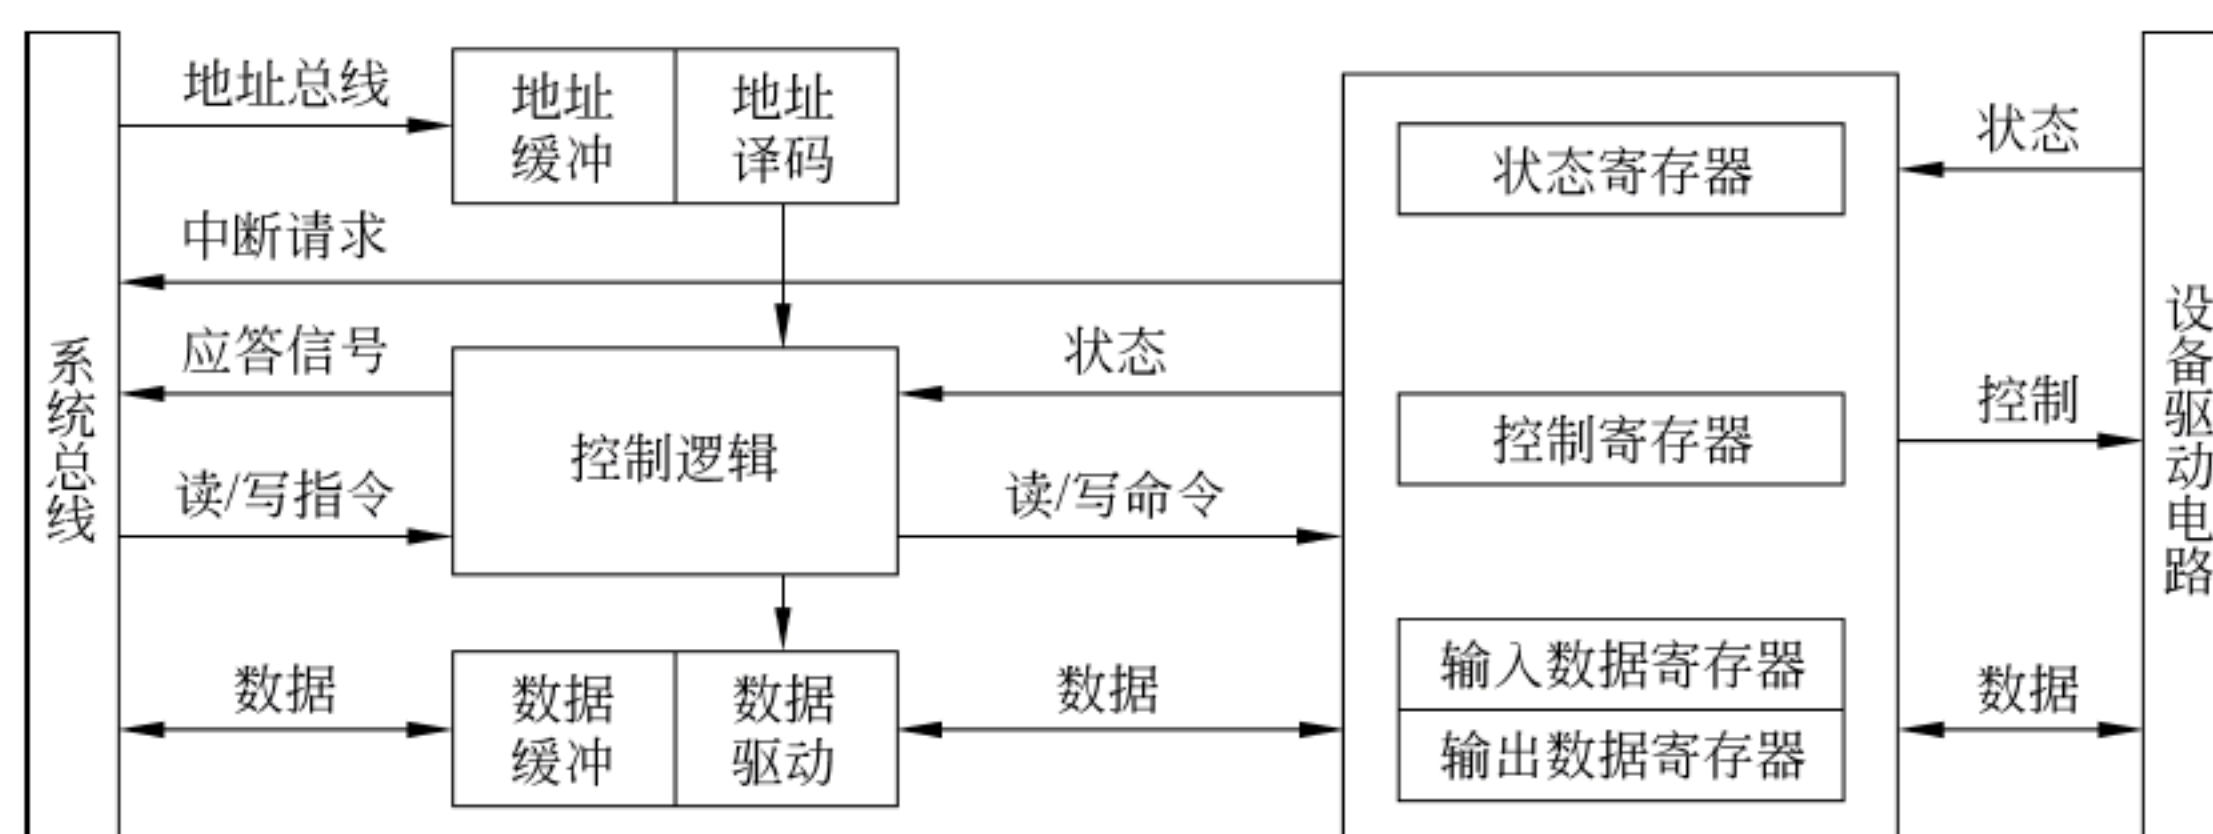 系统总线
地址总线
中断请求
应答信号
读/写指令
数据
地址
缓冲
地址
译码
控制逻辑
数据
缓冲
数据
驱动
状态
读/写命令
数据
状态寄存器
控制寄存器
输入数据寄存器
输出数据寄存器
状态
控制
数据
设备驱动电路